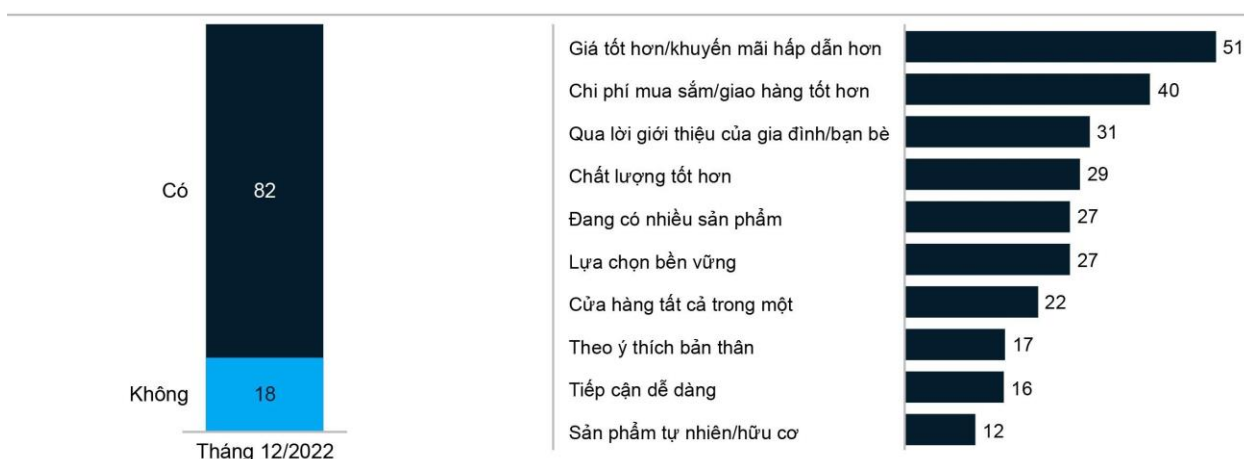 Có
82
Không
18
Tháng 12/2022
Giá tốt hơn/khuyến mãi hấp dẫn hơn 51
Chi phí mua sắm/giao hàng tốt hơn 40
Qua lời giới thiệu của gia đình/bạn bè 31
Chất lượng tốt hơn 29
Đang có nhiều sản phẩm 27
Lựa chọn bền vững 27
Cửa hàng tất cả trong một 22
Theo ý thích bản thân 17
Tiếp cận dễ dàng 16
Sản phẩm tự nhiên/hữu cơ 12